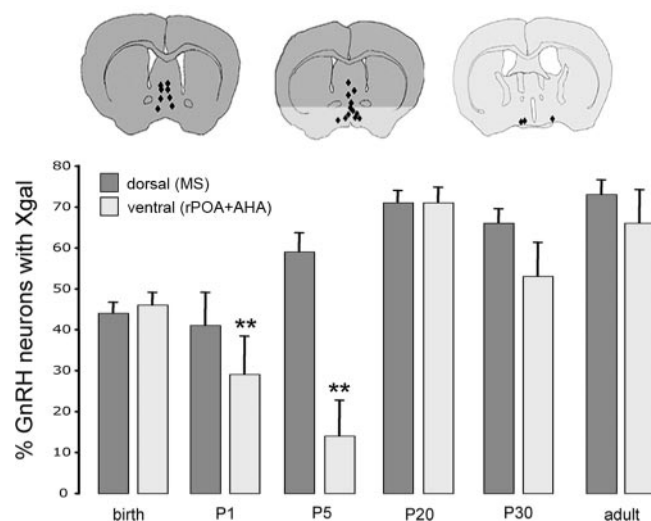 % GnRH neurons with Xgal
80
70
60
50
40
30
20
10
0
dorsal (MS)
ventral (rPOA+AHA)
**
**
birth P1 P5 P20 P30 adult